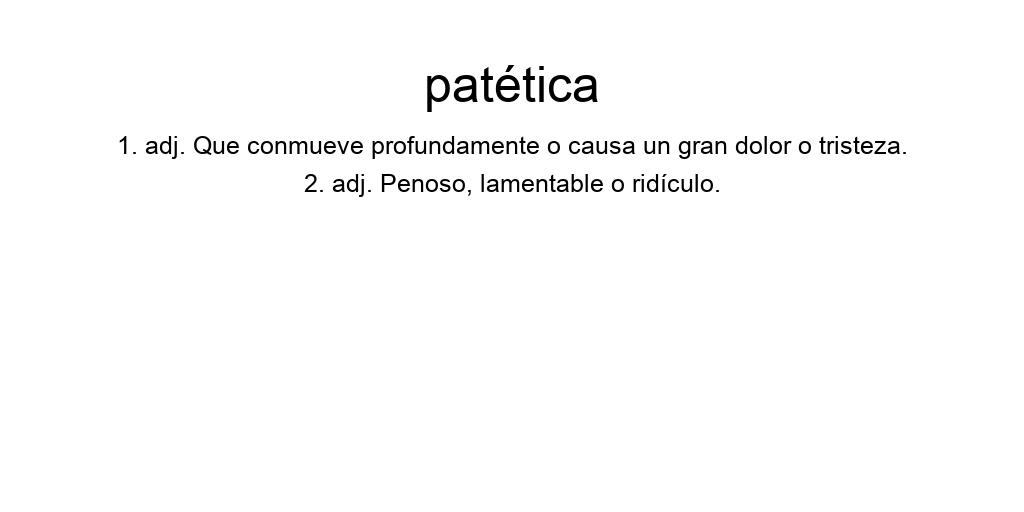 patética
1. adj. Que conmueve profundamente o causa un gran dolor o tristeza.
2. adj. Penoso, lamentable o ridículo.